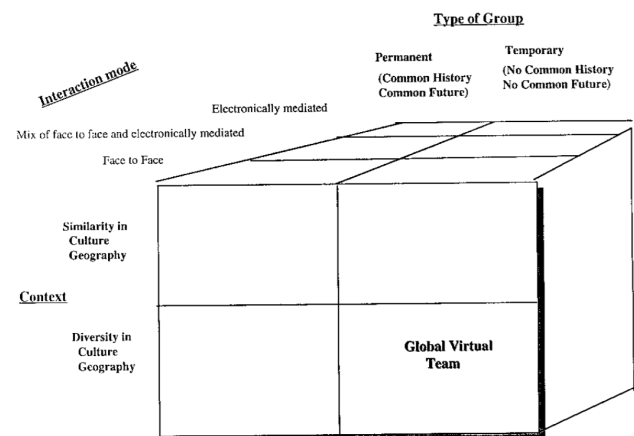 Type of Group
Permanent
(Common History
Common Future)
Temporary
(No Common History
No Common Future)
Interaction mode
Electronically mediated
Mix of face to face and electronically mediated
Face to Face
Similarity in
Culture
Geography
Context
Diversity in
Culture
Geography
Global Virtual
Team